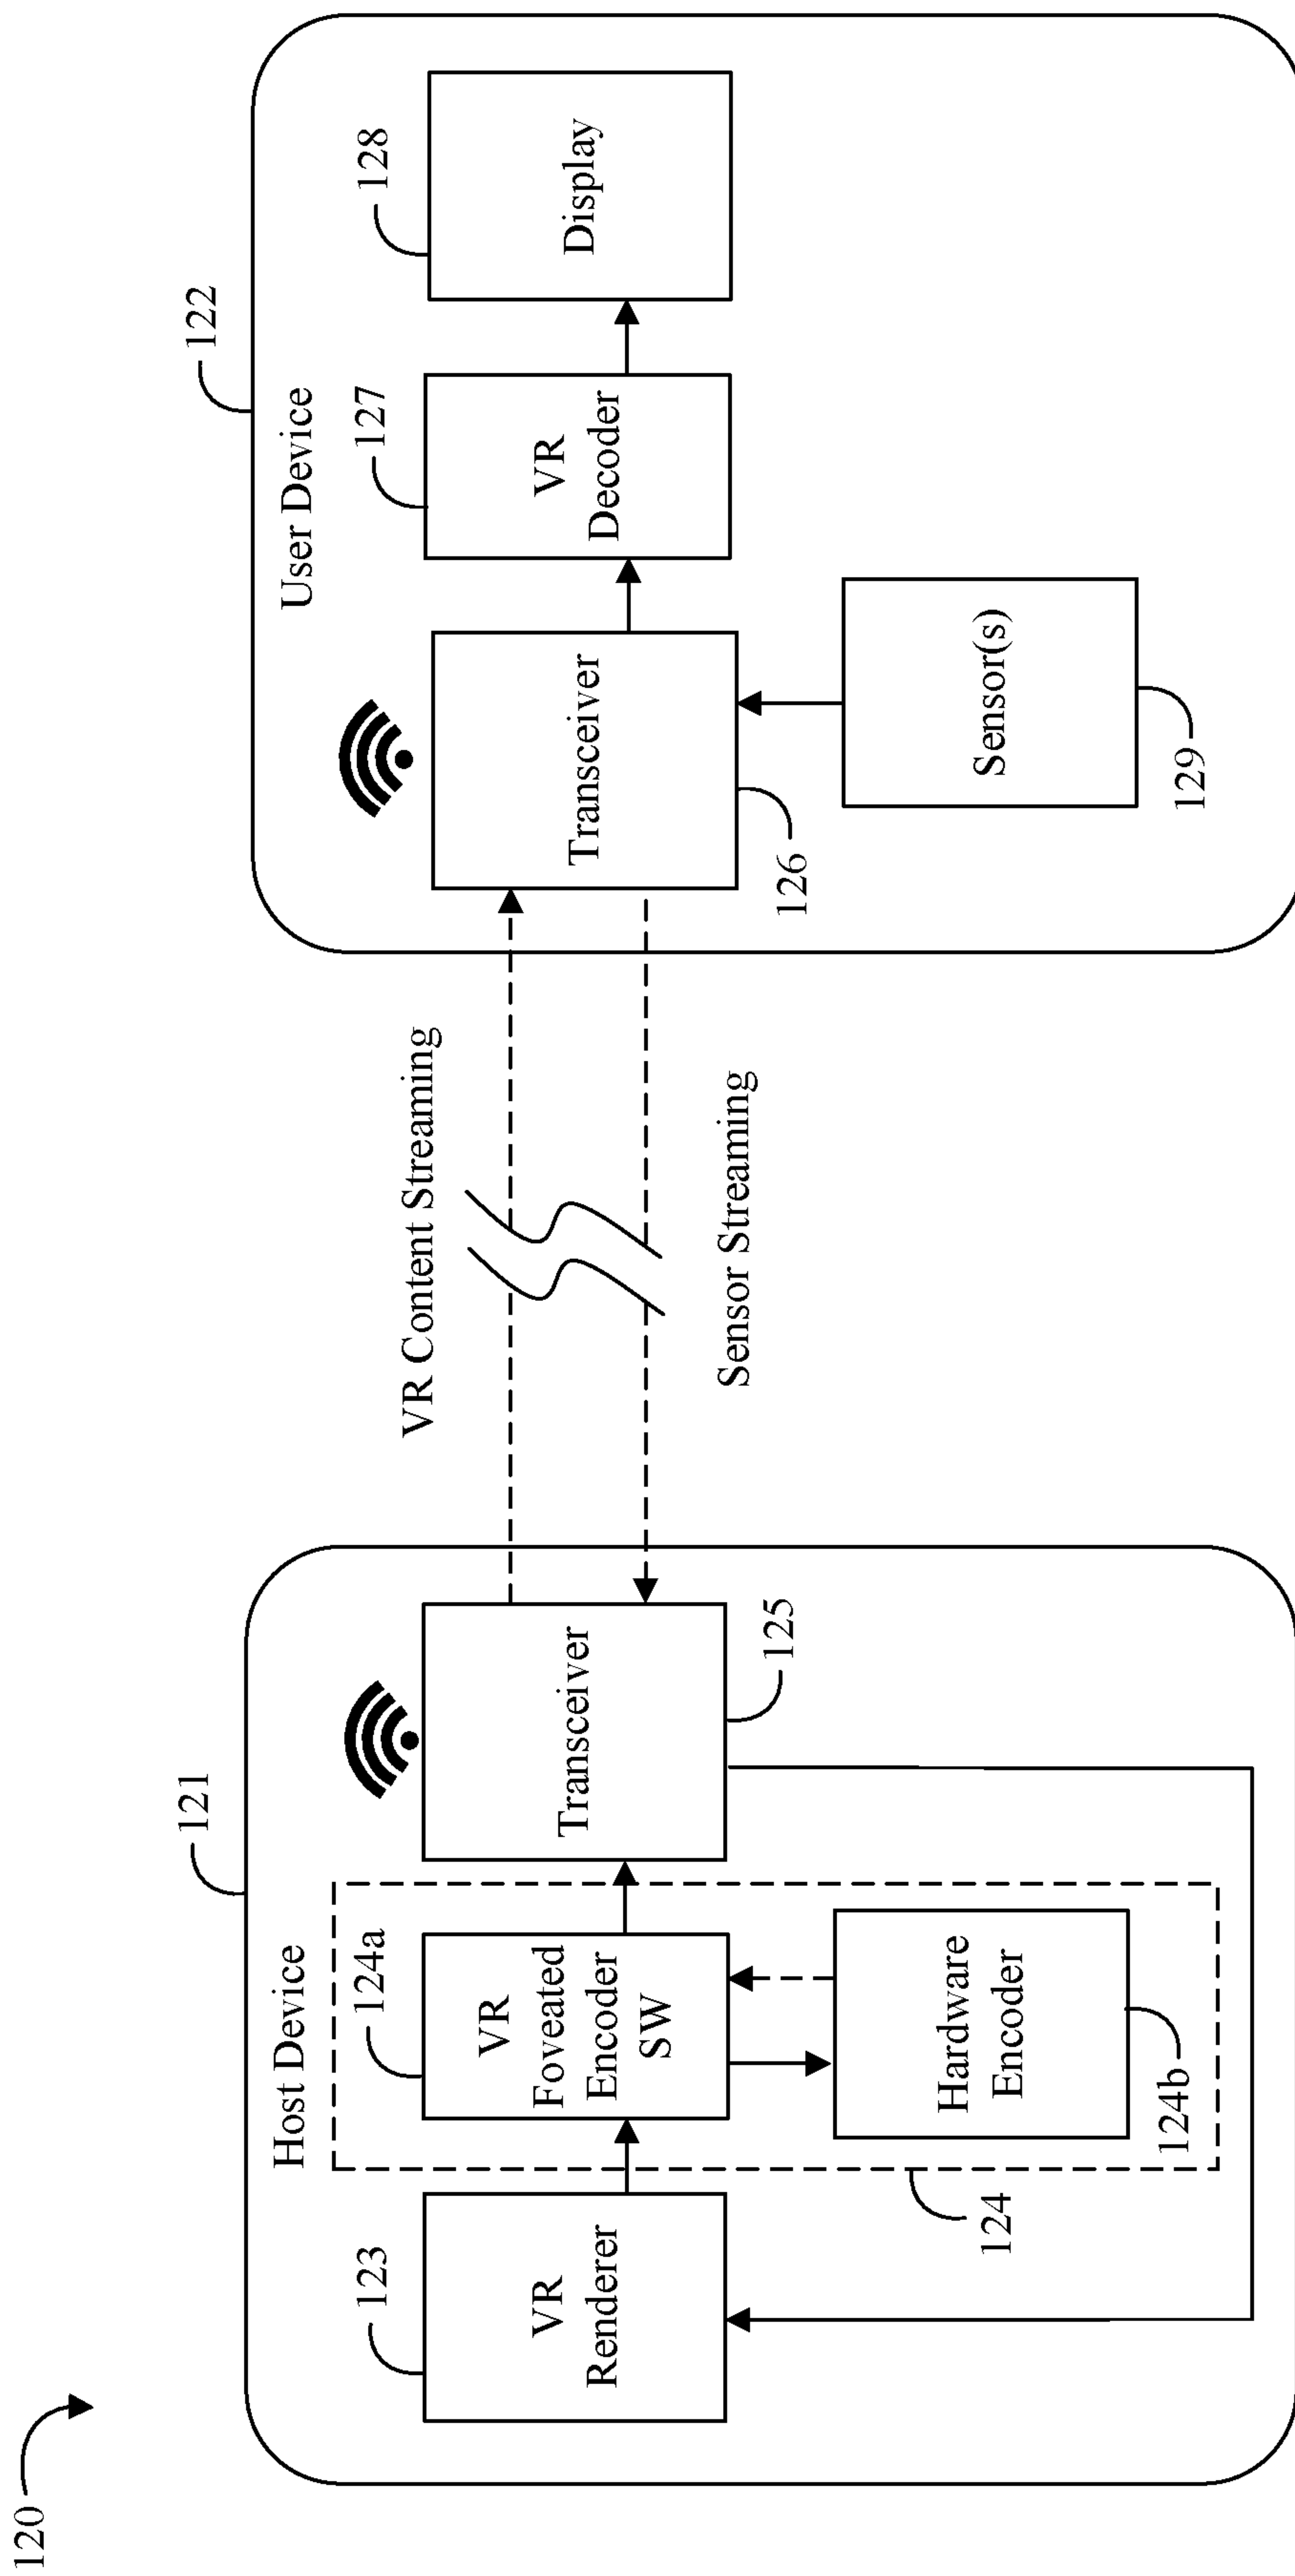 120
121
Host Device
123
VR
Renderer
124a
VR
Foveated
Encoder
SW
Hardware
Encoder
124b
124
Transceiver
125
VR Content Streaming
Sensor Streaming
122
User Device
Transceiver
126
127
VR
Decoder
128
Display
Sensor(s)
129